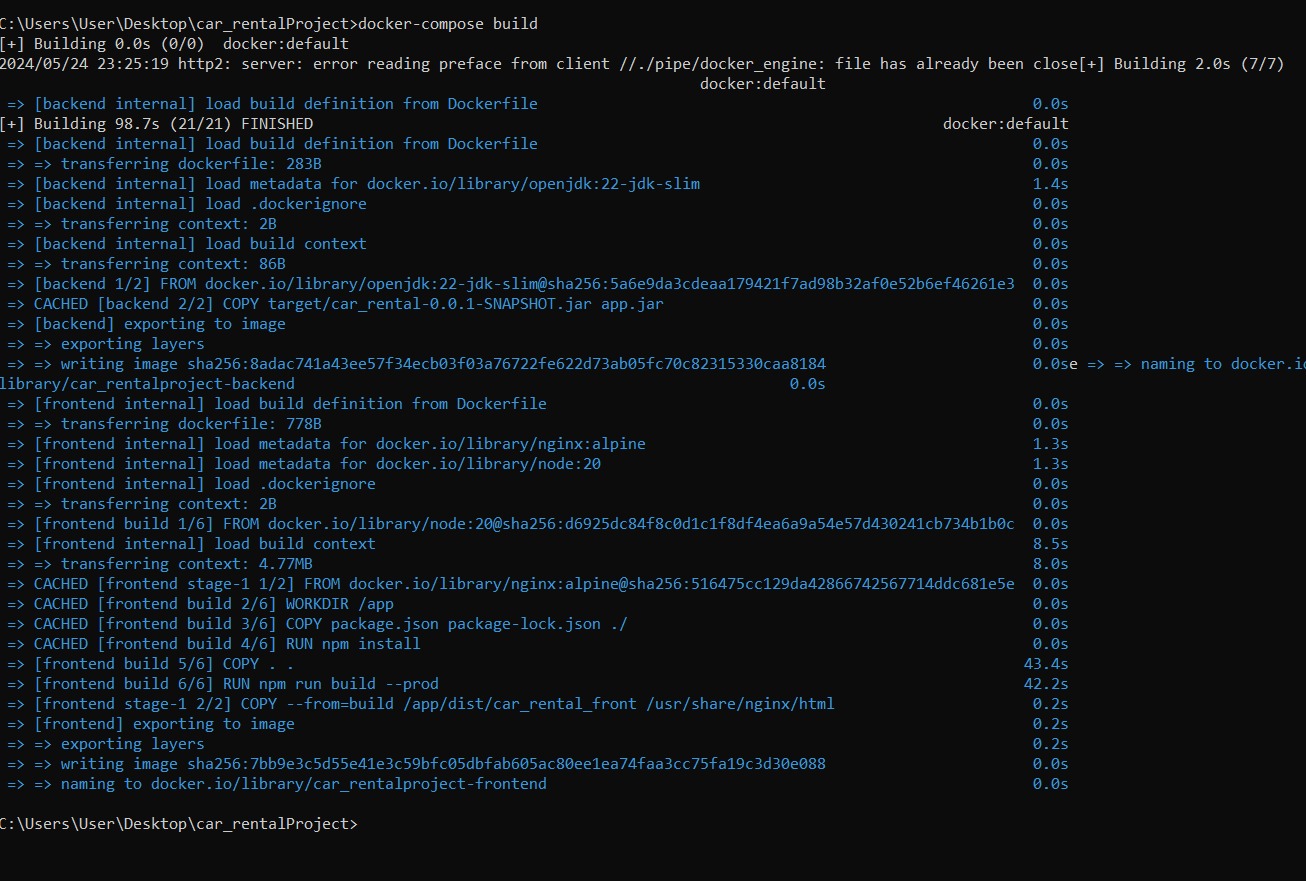 C:\Users\User\Desktop\car_rentalProject>docker-compose build
[+] Building 0.0s (0/0)  docker:default
2024/05/24 23:25:19 http2: server: error reading preface from client //./pipe/docker_engine: file has already been close[+] Building 2.0s (7/7)
docker:default
=> [backend internal] load build definition from Dockerfile 0.0s
[+] Building 98.7s (21/21) FINISHED docker:default
=> [backend internal] load build definition from Dockerfile 0.0s
=> => transferring dockerfile: 283B 0.0s
=> [backend internal] load metadata for docker.io/library/openjdk:22-jdk-slim 1.4s
=> [backend internal] load .dockerignore 0.0s
=> => transferring context: 2B 0.0s
=> [backend internal] load build context 0.0s
=> => transferring context: 86B 0.0s
=> [backend 1/2] FROM docker.io/library/openjdk:22-jdk-slim@sha256:5a6e9da3cdeaa179421f7ad98b32af0e52b6ef46261e3 0.0s
=> CACHED [backend 2/2] COPY target/car_rental-0.0.1-SNAPSHOT.jar app.jar 0.0s
=> [backend] exporting to image 0.0s
=> => exporting layers 0.0s
=> => writing image sha256:8adac741a43ee57f34ecb03f03a76722fe622d73ab05fc70c82315330caa8184 0.0se => => naming to docker.io
library/car_rentalproject-backend 0.0s
=> [frontend internal] load build definition from Dockerfile 0.0s
=> => transferring dockerfile: 778B 0.0s
=> [frontend internal] load metadata for docker.io/library/nginx:alpine 1.3s
=> [frontend internal] load metadata for docker.io/library/node:20 1.3s
=> [frontend internal] load .dockerignore 0.0s
=> => transferring context: 2B 0.0s
=> [frontend build 1/6] FROM docker.io/library/node:20@sha256:d6925dc84f8c0d1c1f8df4ea6a9a54e57d430241cb734b1b0c 0.0s
=> [frontend internal] load build context 8.5s
=> => transferring context: 4.77MB 8.0s
=> CACHED [frontend stage-1 1/2] FROM docker.io/library/nginx:alpine@sha256:516475cc129da42866742567714ddc681e5e 0.0s
=> CACHED [frontend build 2/6] WORKDIR /app 0.0s
=> CACHED [frontend build 3/6] COPY package.json package-lock.json ./ 0.0s
=> CACHED [frontend build 4/6] RUN npm install 0.0s
=> [frontend build 5/6] COPY . . 43.4s
=> [frontend build 6/6] RUN npm run build --prod 42.2s
=> [frontend stage-1 2/2] COPY --from=build /app/dist/car_rental_front /usr/share/nginx/html 0.2s
=> [frontend] exporting to image 0.2s
=> => exporting layers 0.2s
=> => writing image sha256:7bb9e3c5d55e41e3c59bfc05dbfab605ac80ee1ea74faa3cc75fa19c3d30e088 0.0s
=> => naming to docker.io/library/car_rentalproject-frontend 0.0s
C:\Users\User\Desktop\car_rentalProject>